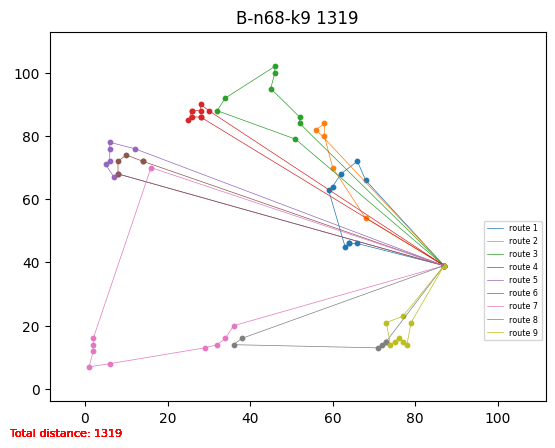 B-n68-k9 1319
100
80
60
40
20
0
0 20 40 60 80 100
route 1
route 2
route 3
route 4
route 5
route 6
route 7
route 8
route 9
Total distance: 1319